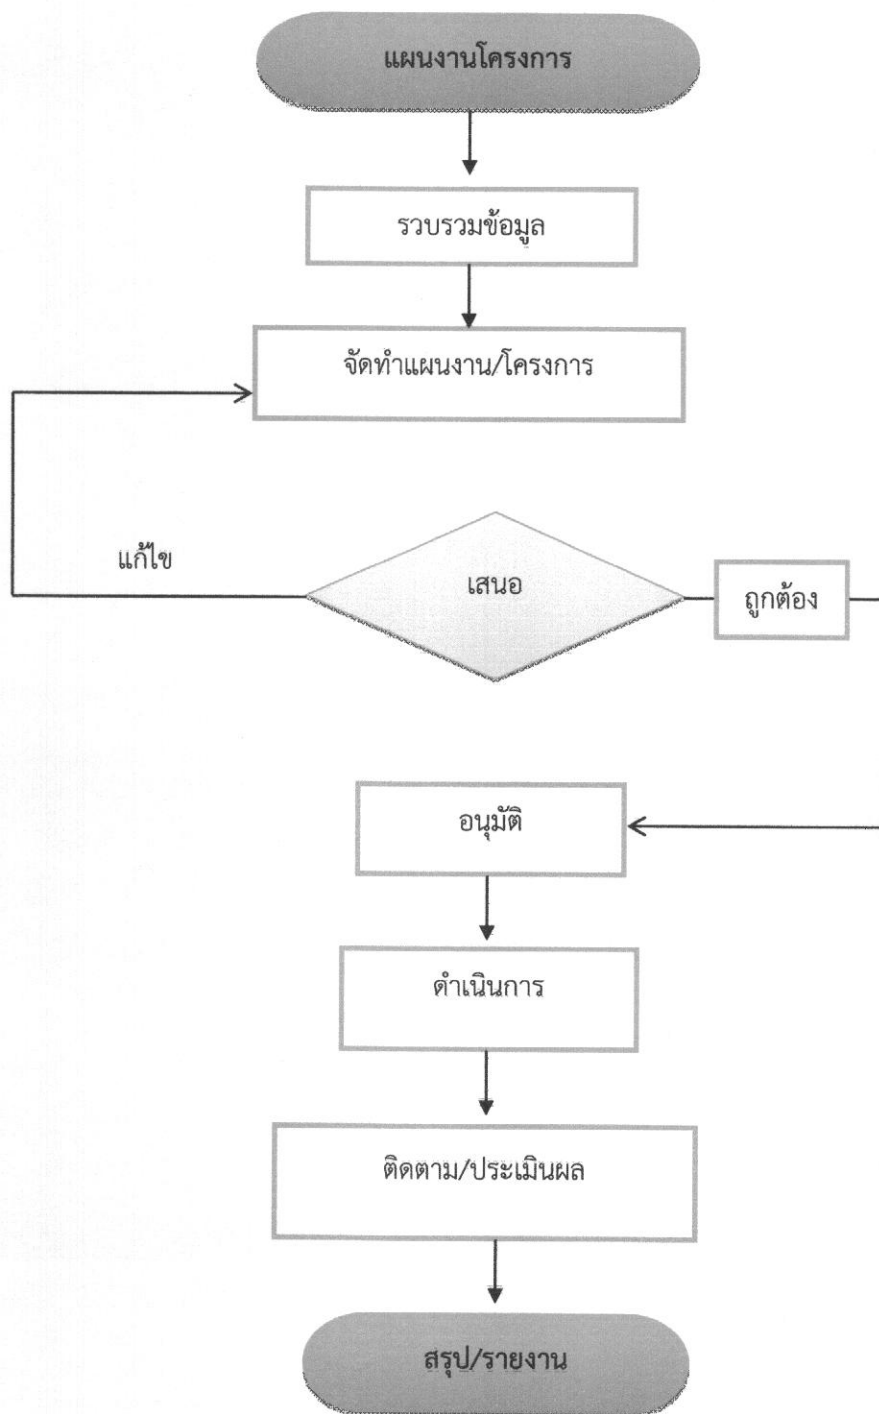 แผนงานโครงการ
รวบรวมข้อมูล
จัดทำแผนงาน/โครงการ
แก้ไข
เสนอ
ถูกต้อง
อนุมัติ
ดำเนินการ
ติดตาม/ประเมินผล
สรุป/รายงาน